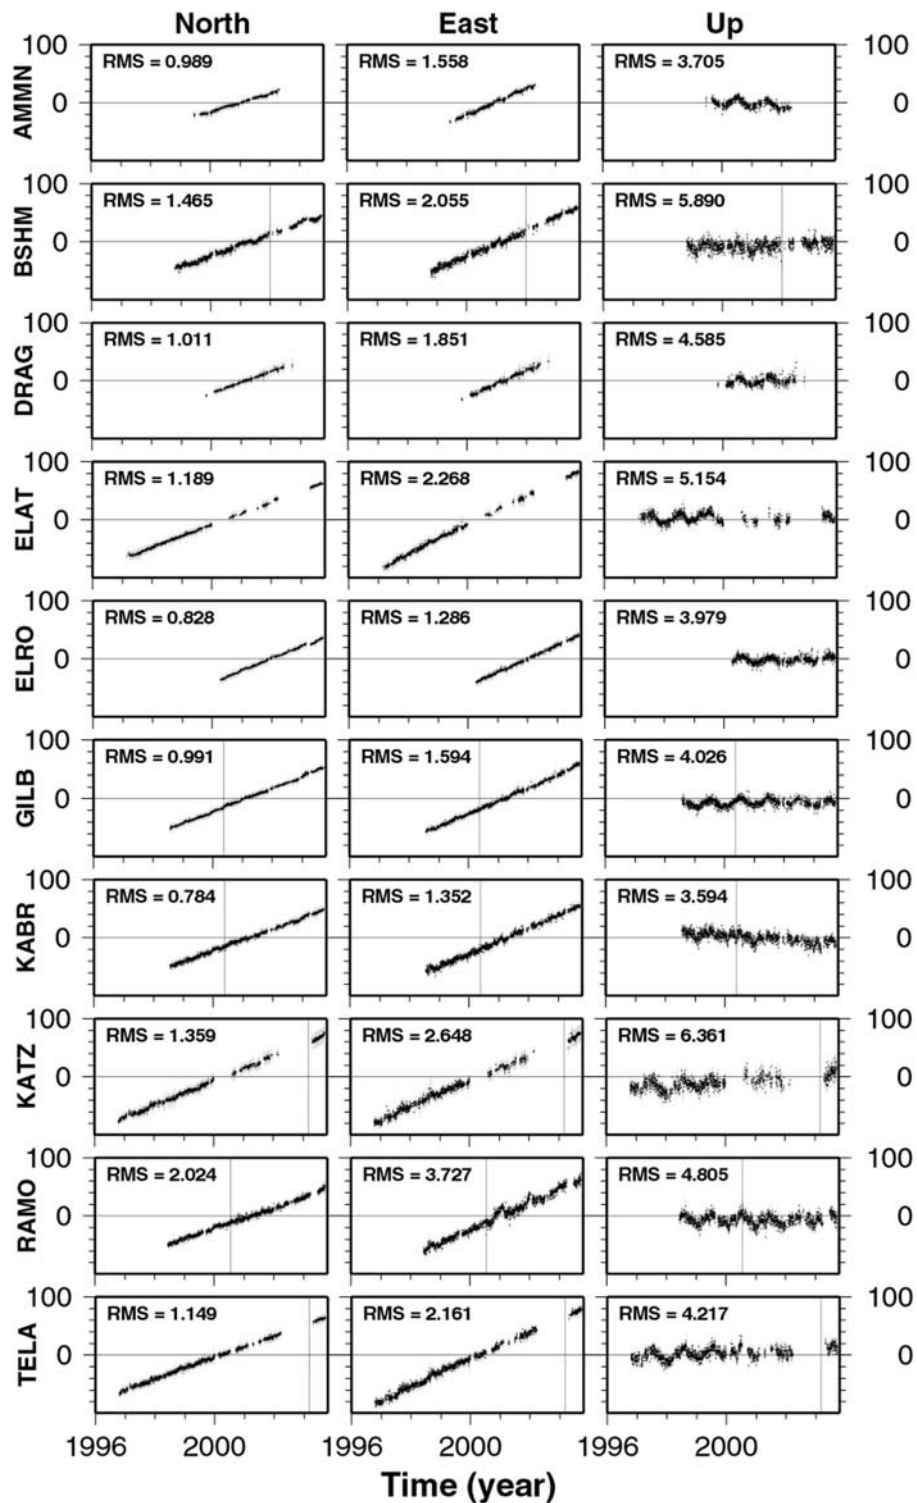 North East Up
100 100
AMMN RMS = 0.989 RMS = 1.558 RMS = 3.705
0 0
100 100
BSHM RMS = 1.465 RMS = 2.055 RMS = 5.890
0 0
100 100
DRAG RMS = 1.011 RMS = 1.851 RMS = 4.585
0 0
100 100
ELAT RMS = 1.189 RMS = 2.268 RMS = 5.154
0 0
100 100
ELRO RMS = 0.828 RMS = 1.286 RMS = 3.979
0 0
100 100
GILB RMS = 0.991 RMS = 1.594 RMS = 4.026
0 0
100 100
KABR RMS = 0.784 RMS = 1.352 RMS = 3.594
0 0
100 100
KATZ RMS = 1.359 RMS = 2.648 RMS = 6.361
0 0
100 100
RAMO RMS = 2.024 RMS = 3.727 RMS = 4.805
0 0
100 100
TELA RMS = 1.149 RMS = 2.161 RMS = 4.217
0 0
1996 2000 1996 2000 1996 2000
Time (year)